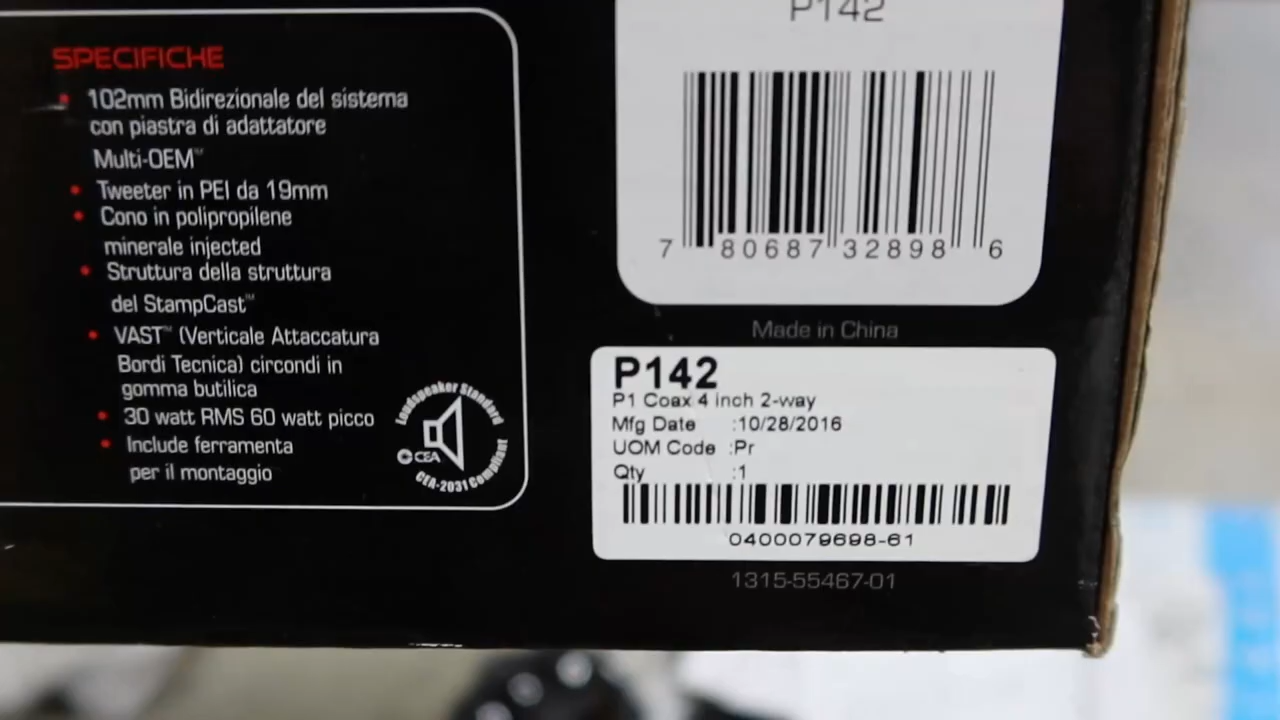 SPECIFICHE
• 102mm Bidirezionale del sistema
con piastra di adattatore
Multi-OEM™
• Tweeter in PEI da 19mm
• Cono in polipropilene
minerale injected
• Struttura della struttura
del StampCast™
• VAST™ (Verticale Attaccatura
Bordi Tecnica) circondi in
gomma butilica
• 30 watt RMS 60 watt picco
• Include ferramenta
per il montaggio
Loudspeaker Standard
CEA
CEA-2031 Compliant
P142
7 80687 32898 6
Made in China
P142
P1 Coax 4 inch 2-way
Mfg Date :10/28/2016
UOM Code :Pr
Qty :1
0400079698-61
1315-55467-01